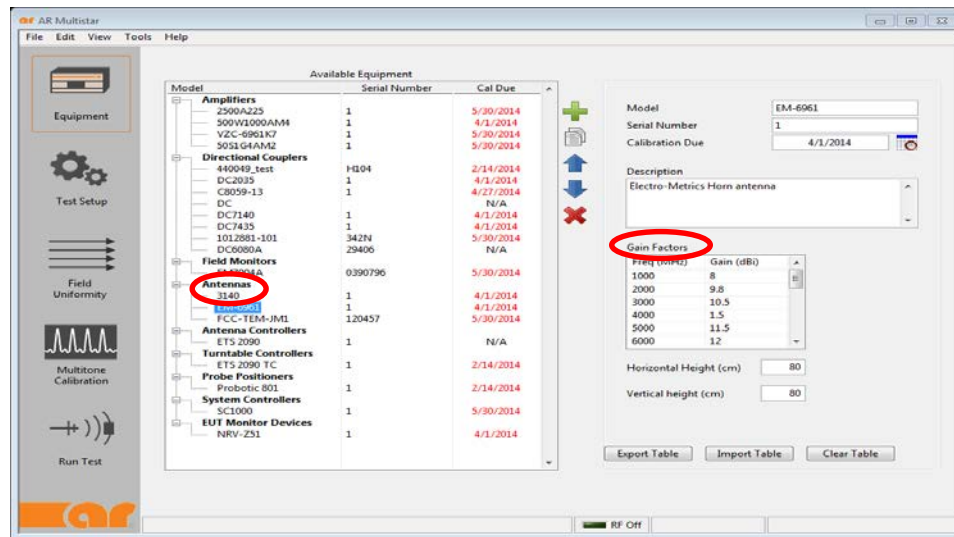 ar AR Multistar
File Edit View Tools Help
Available Equipment
Model Serial Number Cal Due
Equipment
Test Setup
Field
Uniformity
Multitone
Calibration
Run Test
ar
Amplifiers
2500A225 1 5/30/2014
500W1000AM4 1 4/1/2014
VZC-6961K7 1 5/30/2014
50S1G4AM2 1 5/30/2014
Directional Couplers
440049_test H104 2/14/2014
DC2035 1 4/1/2014
C8059-13 1 4/27/2014
DC N/A
DC7140 1 4/1/2014
DC7435 1 4/1/2014
1012881-101 342N 5/30/2014
DC6080A 29406 N/A
Field Monitors
0390796 5/30/2014
Antennas
3140 1 4/1/2014
EM-6961 1 4/1/2014
FCC-TEM-JM1 120457 5/30/2014
Antenna Controllers
ETS 2090 1 N/A
Turntable Controllers
ETS 2090 TC 1 2/14/2014
Probe Positioners
Probotic 801 1 2/14/2014
System Controllers
SC1000 1 5/30/2014
EUT Monitor Devices
NRV-Z51 1 4/1/2014
Model EM-6961
Serial Number 1
Calibration Due 4/1/2014
Description
Electro-Metrics Horn antenna
Gain Factors
Freq (MHz) Gain (dBi)
1000 8
2000 9.8
3000 10.5
4000 1.5
5000 11.5
6000 12
Horizontal Height (cm) 80
Vertical height (cm) 80
Export Table Import Table Clear Table
RF Off